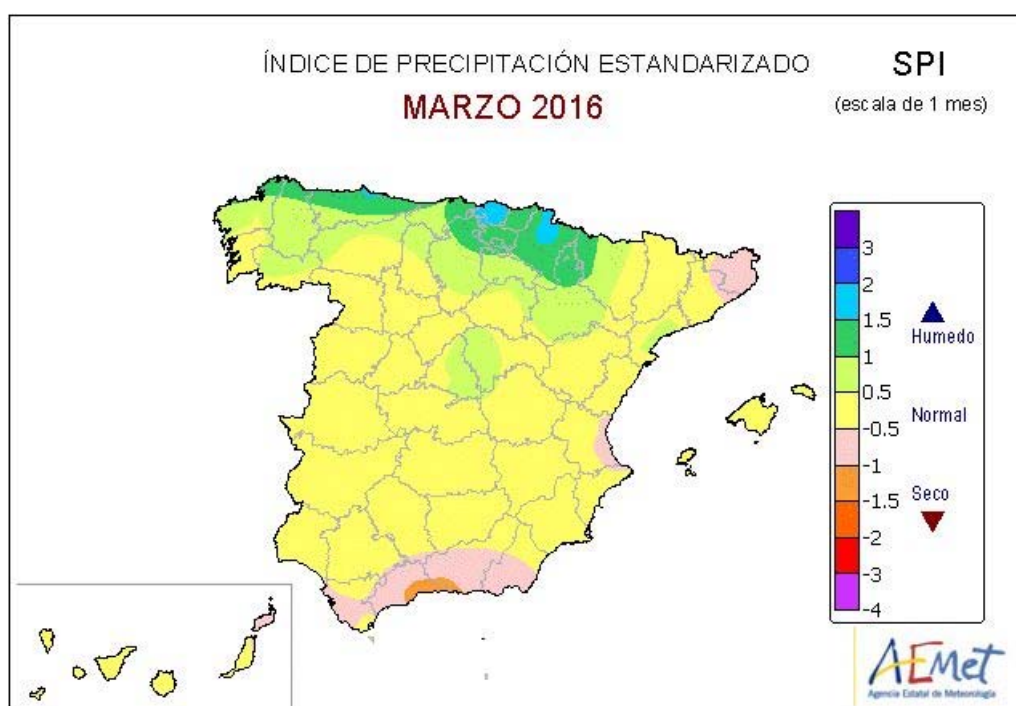 ÍNDICE DE PRECIPITACIÓN ESTANDARIZADO
MARZO 2016
SPI
(escala de 1 mes)
3
2
1.5
1
0.5
-0.5
-1
-1.5
-2
-3
-4
Humedo
Normal
Seco
AEmet
Agencia Estatal de Meteorología